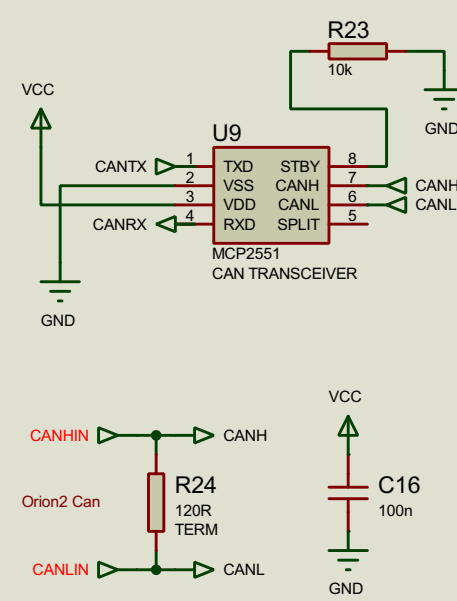 R23
10k
GND
VCC
U9
CANTX 1 TXD STBY 8
2 VSS CANH 7 CANH
3 VDD CANL 6 CANL
CANRX 4 RXD SPLIT 5
MCP2551
CAN TRANSCEIVER
GND
VCC
CANHIN CANH
R24
120R
TERM
Orion2 Can
C16
100n
CANLIN CANL
GND